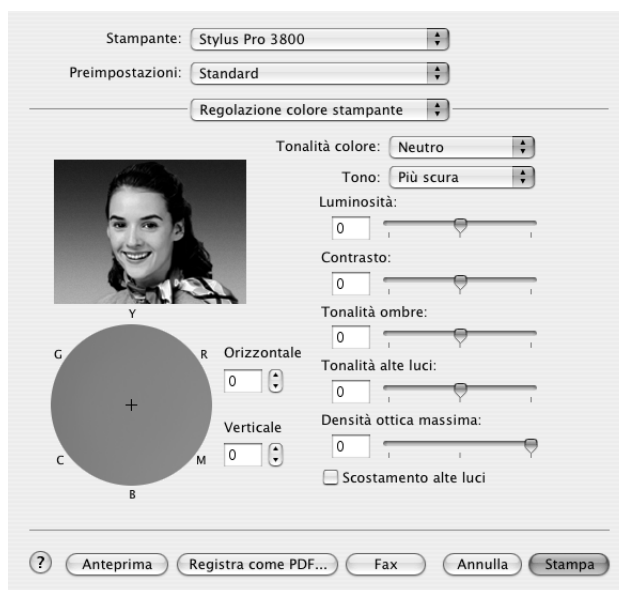 Stampante: Stylus Pro 3800
Preimpostazioni: Standard
Regolazione colore stampante
Tonalità colore: Neutro
Tono: Più scura
Luminosità:
0
Contrasto:
0
Tonalità ombre:
0
Tonalità alte luci:
0
Densità ottica massima:
0
Scostamento alte luci
Y
G
R
C
M
B
Orizzontale
0
Verticale
0
?
Anteprima
Registra come PDF...
Fax
Annulla
Stampa